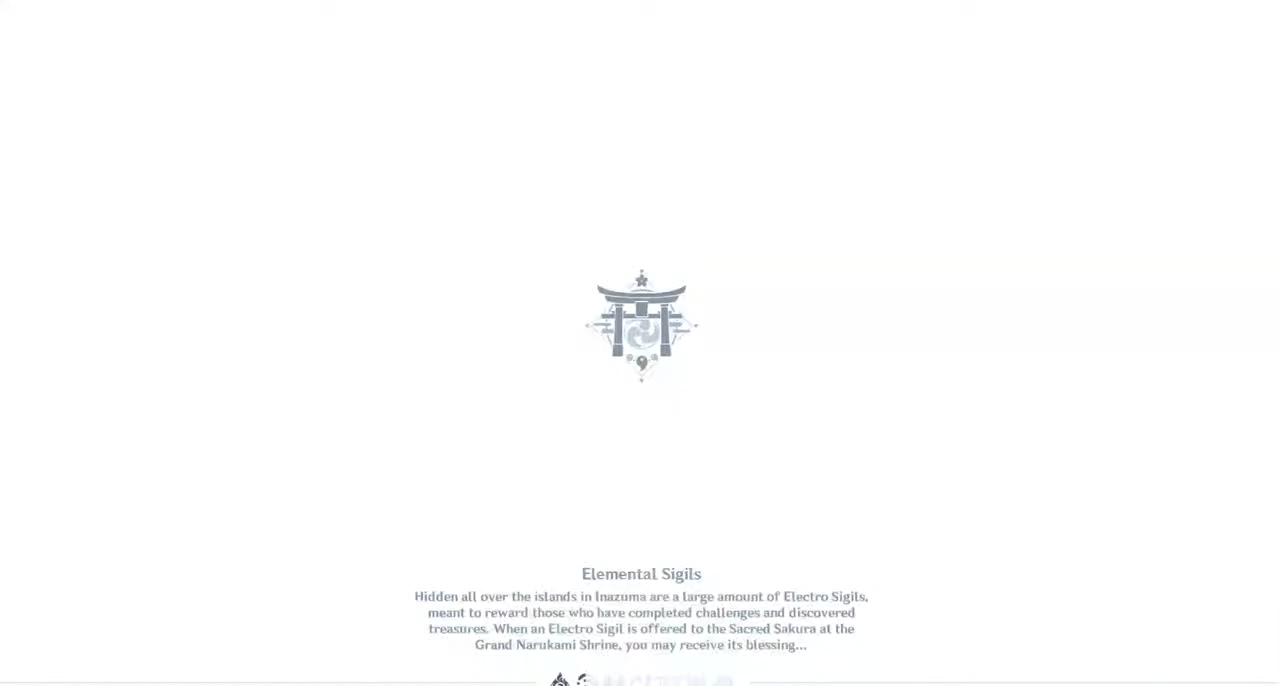 Elemental Sigils
Hidden all over the islands in Inazuma are a large amount of Electro Sigils,
meant to reward those who have completed challenges and discovered
treasures. When an Electro Sigil is offered to the Sacred Sakura at the
Grand Narukami Shrine, you may receive its blessing...